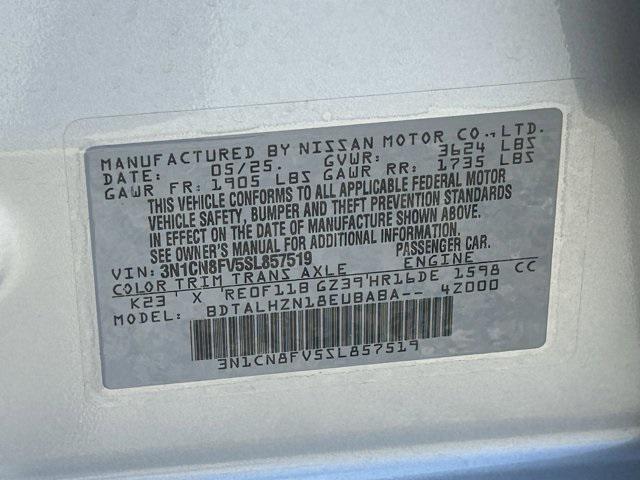 MANUFACTURED BY NISSAN MOTOR CO.,LTD.
DATE: 05/25. GVWR: 3624 LBS
GAWR FR: 1905 LBS GAWR RR: 1735 LBS
THIS VEHICLE CONFORMS TO ALL APPLICABLE FEDERAL MOTOR
VEHICLE SAFETY, BUMPER AND THEFT PREVENTION STANDARDS
IN EFFECT ON THE DATE OF MANUFACTURE SHOWN ABOVE.
SEE OWNER'S MANUAL FOR ADDITIONAL INFORMATION.
VIN: 3N1CN8FV5SL857519 PASSENGER CAR.
COLOR TRIM TRANS AXLE ENGINE
K23 X RE0F11B GZ39 HR16DE 1598 CC
MODEL: BDTALHZN18EUBABA-- 4Z000
3N1CN8FV5SL857519